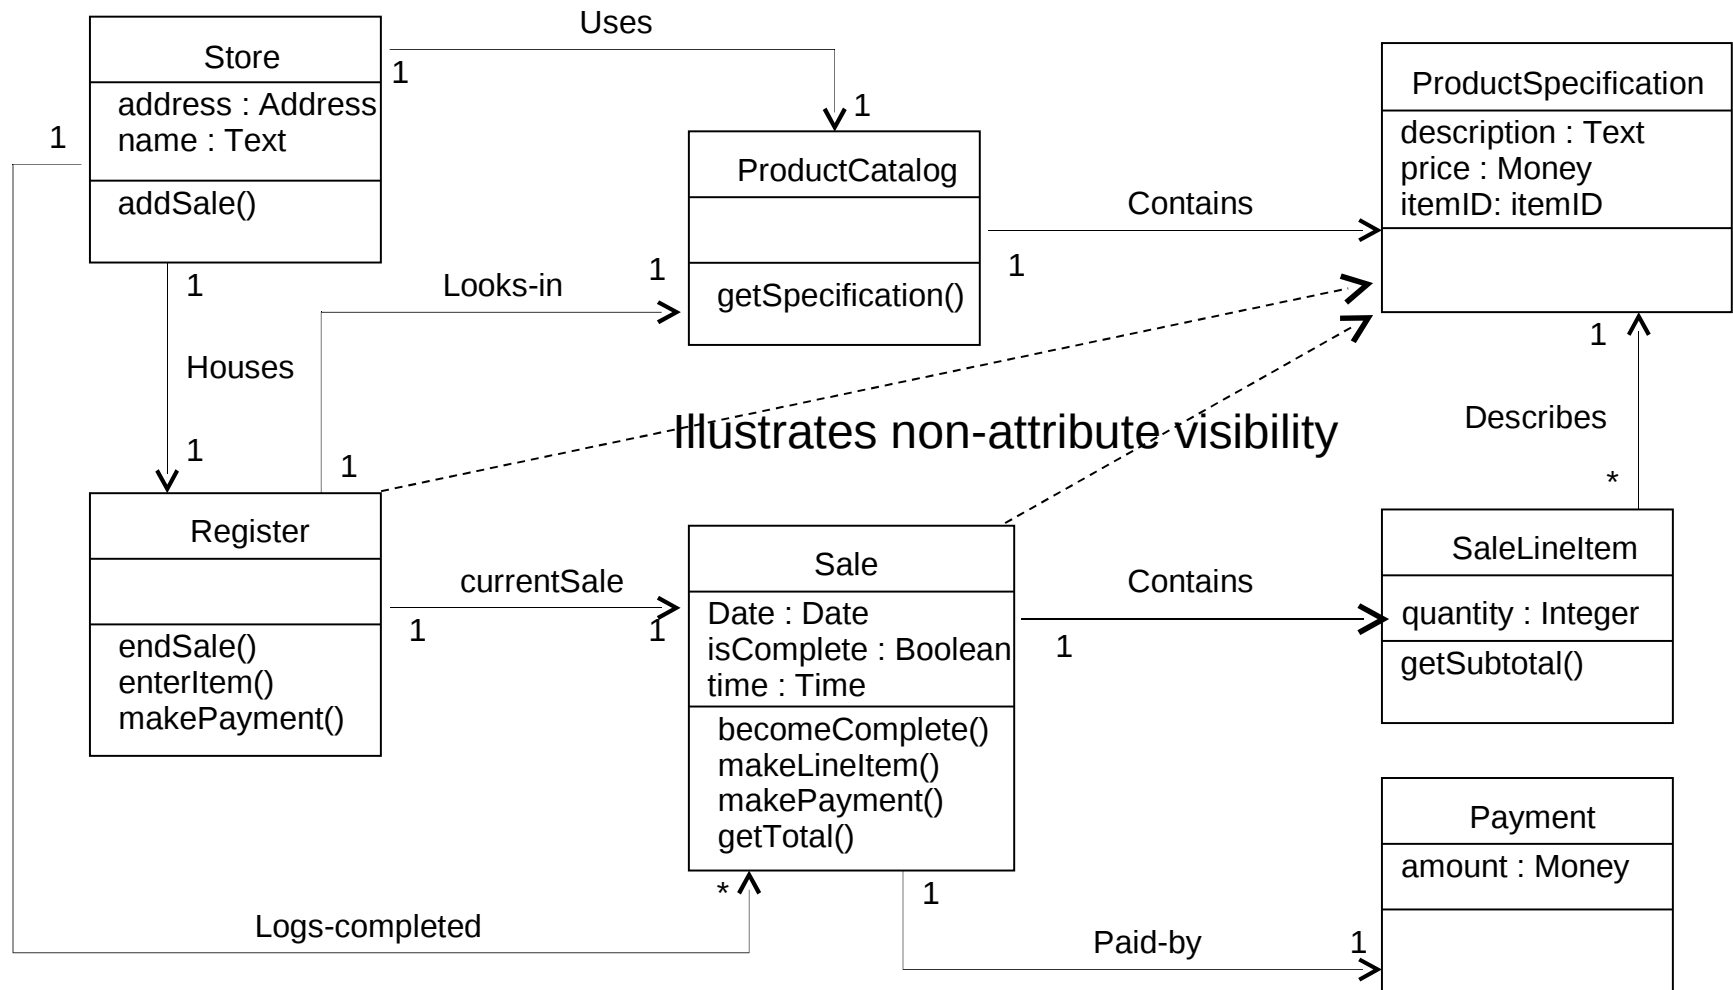 Uses
Store
address : Address
name : Text
addSale()
1
1
1
ProductSpecification
description : Text
price : Money
itemID: itemID
ProductCatalog
getSpecification()
Contains
1
1
Houses
1
Looks-in
1
1
Illustrates non-attribute visibility
1
Describes
*
Register
endSale()
enterItem()
makePayment()
currentSale
1
1
Sale
Date : Date
isComplete : Boolean
time : Time
becomeComplete()
makeLineItem()
makePayment()
getTotal()
Contains
1
SaleLineItem
quantity : Integer
getSubtotal()
Payment
amount : Money
*
1
Logs-completed
Paid-by
1